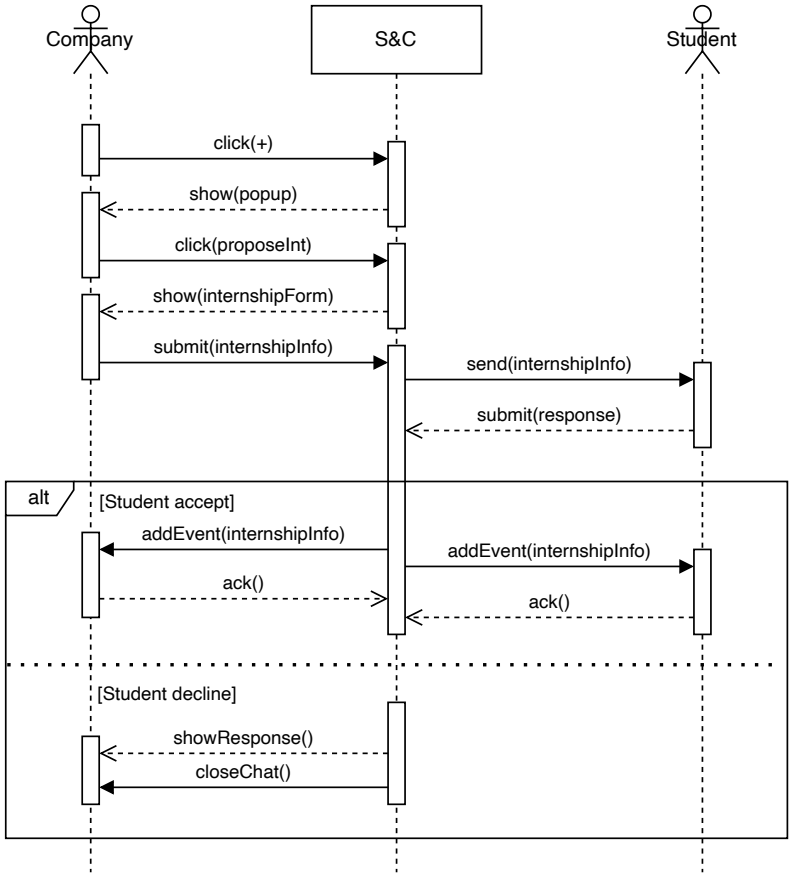 Company
S&C
Student
click(+)
show(popup)
click(proposeInt)
show(internshipForm)
submit(internshipInfo)
send(internshipInfo)
submit(response)
alt
[Student accept]
addEvent(internshipInfo)
addEvent(internshipInfo)
ack()
ack()
[Student decline]
showResponse()
closeChat()